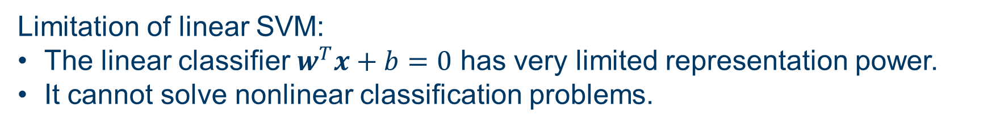 Limitation of linear SVM:
• The linear classifier 𝒘ᵀ𝒙 + 𝑏 = 0 has very limited representation power.
• It cannot solve nonlinear classification problems.